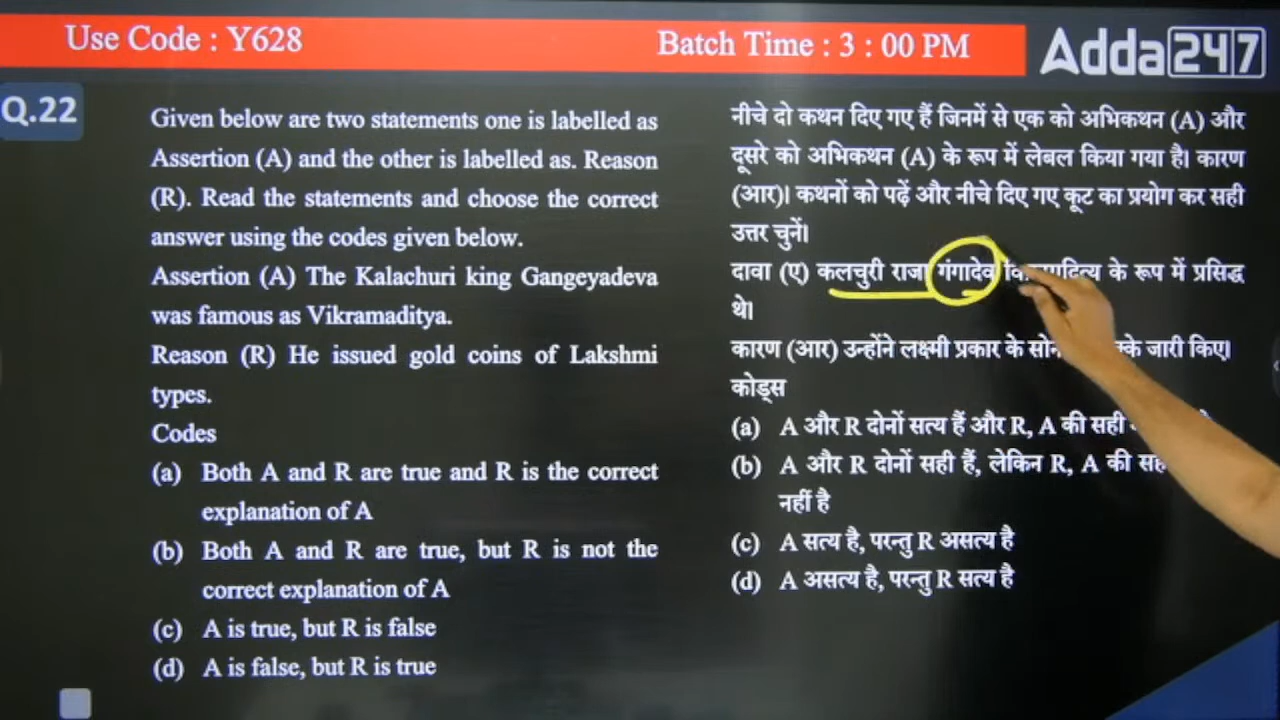 Use Code : Y628
Batch Time : 3 : 00 PM
Adda247
Q.22
Given below are two statements one is labelled as
Assertion (A) and the other is labelled as. Reason
(R). Read the statements and choose the correct
answer using the codes given below.
Assertion (A) The Kalachuri king Gangeyadeva
was famous as Vikramaditya.
Reason (R) He issued gold coins of Lakshmi
types.
Codes
(a) Both A and R are true and R is the correct
explanation of A
(b) Both A and R are true, but R is not the
correct explanation of A
(c) A is true, but R is false
(d) A is false, but R is true
नीचे दो कथन दिए गए हैं जिनमें से एक को अभिकथन (A) और
दूसरे को अभिकथन (A) के रूप में लेबल किया गया है। कारण
(आर)। कथनों को पढ़ें और नीचे दिए गए कूट का प्रयोग कर सही
उत्तर चुनें।
दावा (ए) कलचुरी राजा गंगादेव के रूप में प्रसिद्ध
थे।
कारण (आर) उन्होंने लक्ष्मी प्रकार के जारी किए।
कोड्स
(a) A और R दोनों सत्य हैं और R, A की सही
(b) A और R दोनों सही हैं, लेकिन R, A की
नहीं है
(c) A सत्य है, परन्तु R असत्य है
(d) A असत्य है, परन्तु R सत्य है